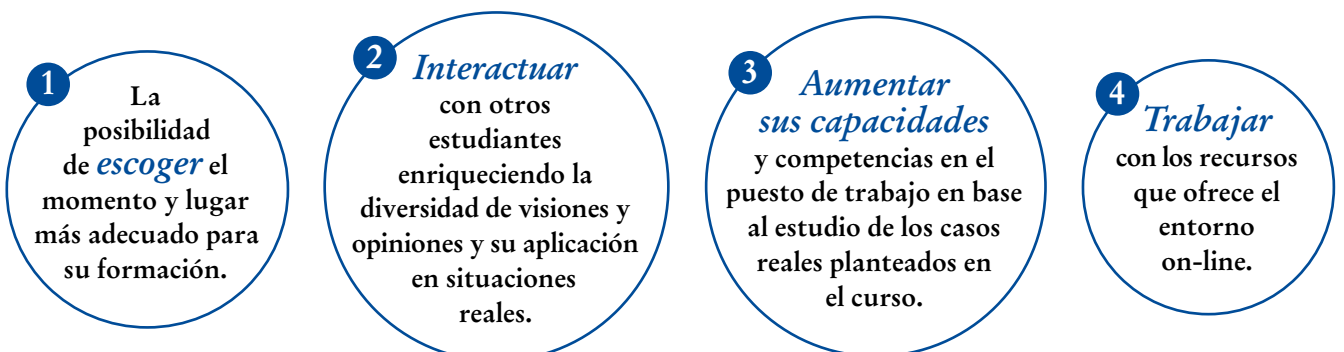 1
La
posibilidad
de escoger el
momento y lugar
más adecuado para
su formación.
2
Interactuar
con otros
estudiantes
enriqueciendo la
diversidad de visiones y
opiniones y su aplicación
en situaciones
reales.
3
Aumentar
sus capacidades
y competencias en el
puesto de trabajo en base
al estudio de los casos
reales planteados en
el curso.
4
Trabajar
con los recursos
que ofrece el
entorno
on-line.